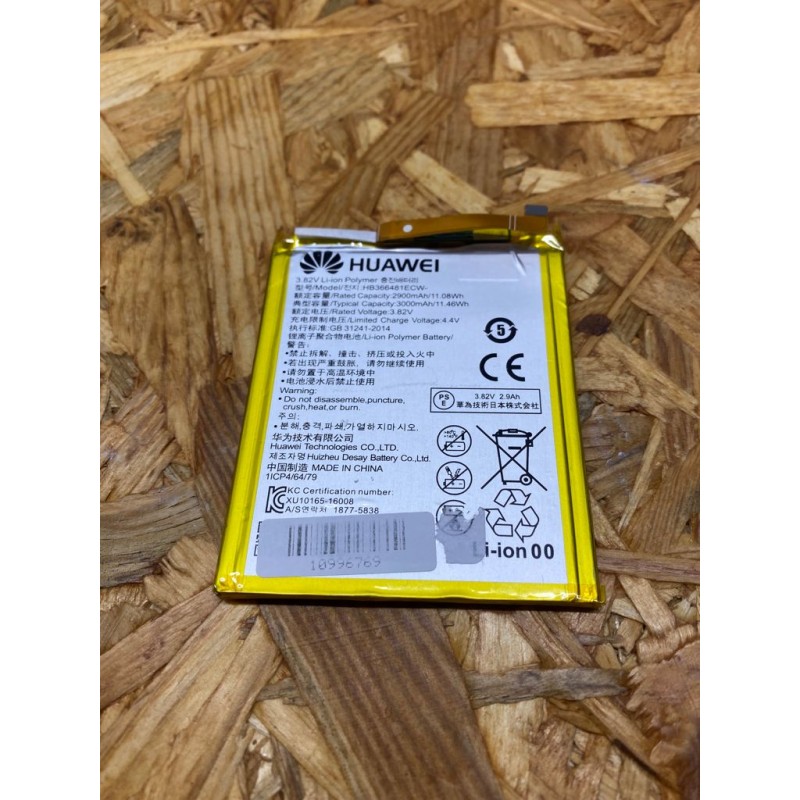 HUAWEI
3.82V Li-ion Polymer 충전배터리
型号/Model/전지: HB366481ECW-
额定容量/Rated Capacity:2900mAh/11.08Wh
典型容量/Typical Capacity:3000mAh/11.46Wh
额定电压/Rated Voltage:3.82V
充电限制电压/Limited Charge Voltage:4.4V
执行标准:GB 31241-2014
锂离子聚合物电池/Li-ion Polymer Battery/
警告:
•禁止拆解、撞击、挤压或投入火中
•若出现严重鼓胀,请勿继续使用
•请勿置于高温环境中
•电池浸水后禁止使用
Warning:
• Do not disassemble,puncture,
crush,heat,or burn.
주의:
• 분해,충격,파쇄,가열하지마시오.
华为技术有限公司
Huawei Technologies CO.,LTD.
제조자명 Huizheu Desay Battery Co.,Ltd.
中国制造 MADE IN CHINA
1ICP4/64/79
KC Certification number:
XU10165-16008
A/S연락처 1877-5838
10996769
5
CE
PS
E
3.82V 2.9Ah
華為技術日本株式会社
Li-ion 00